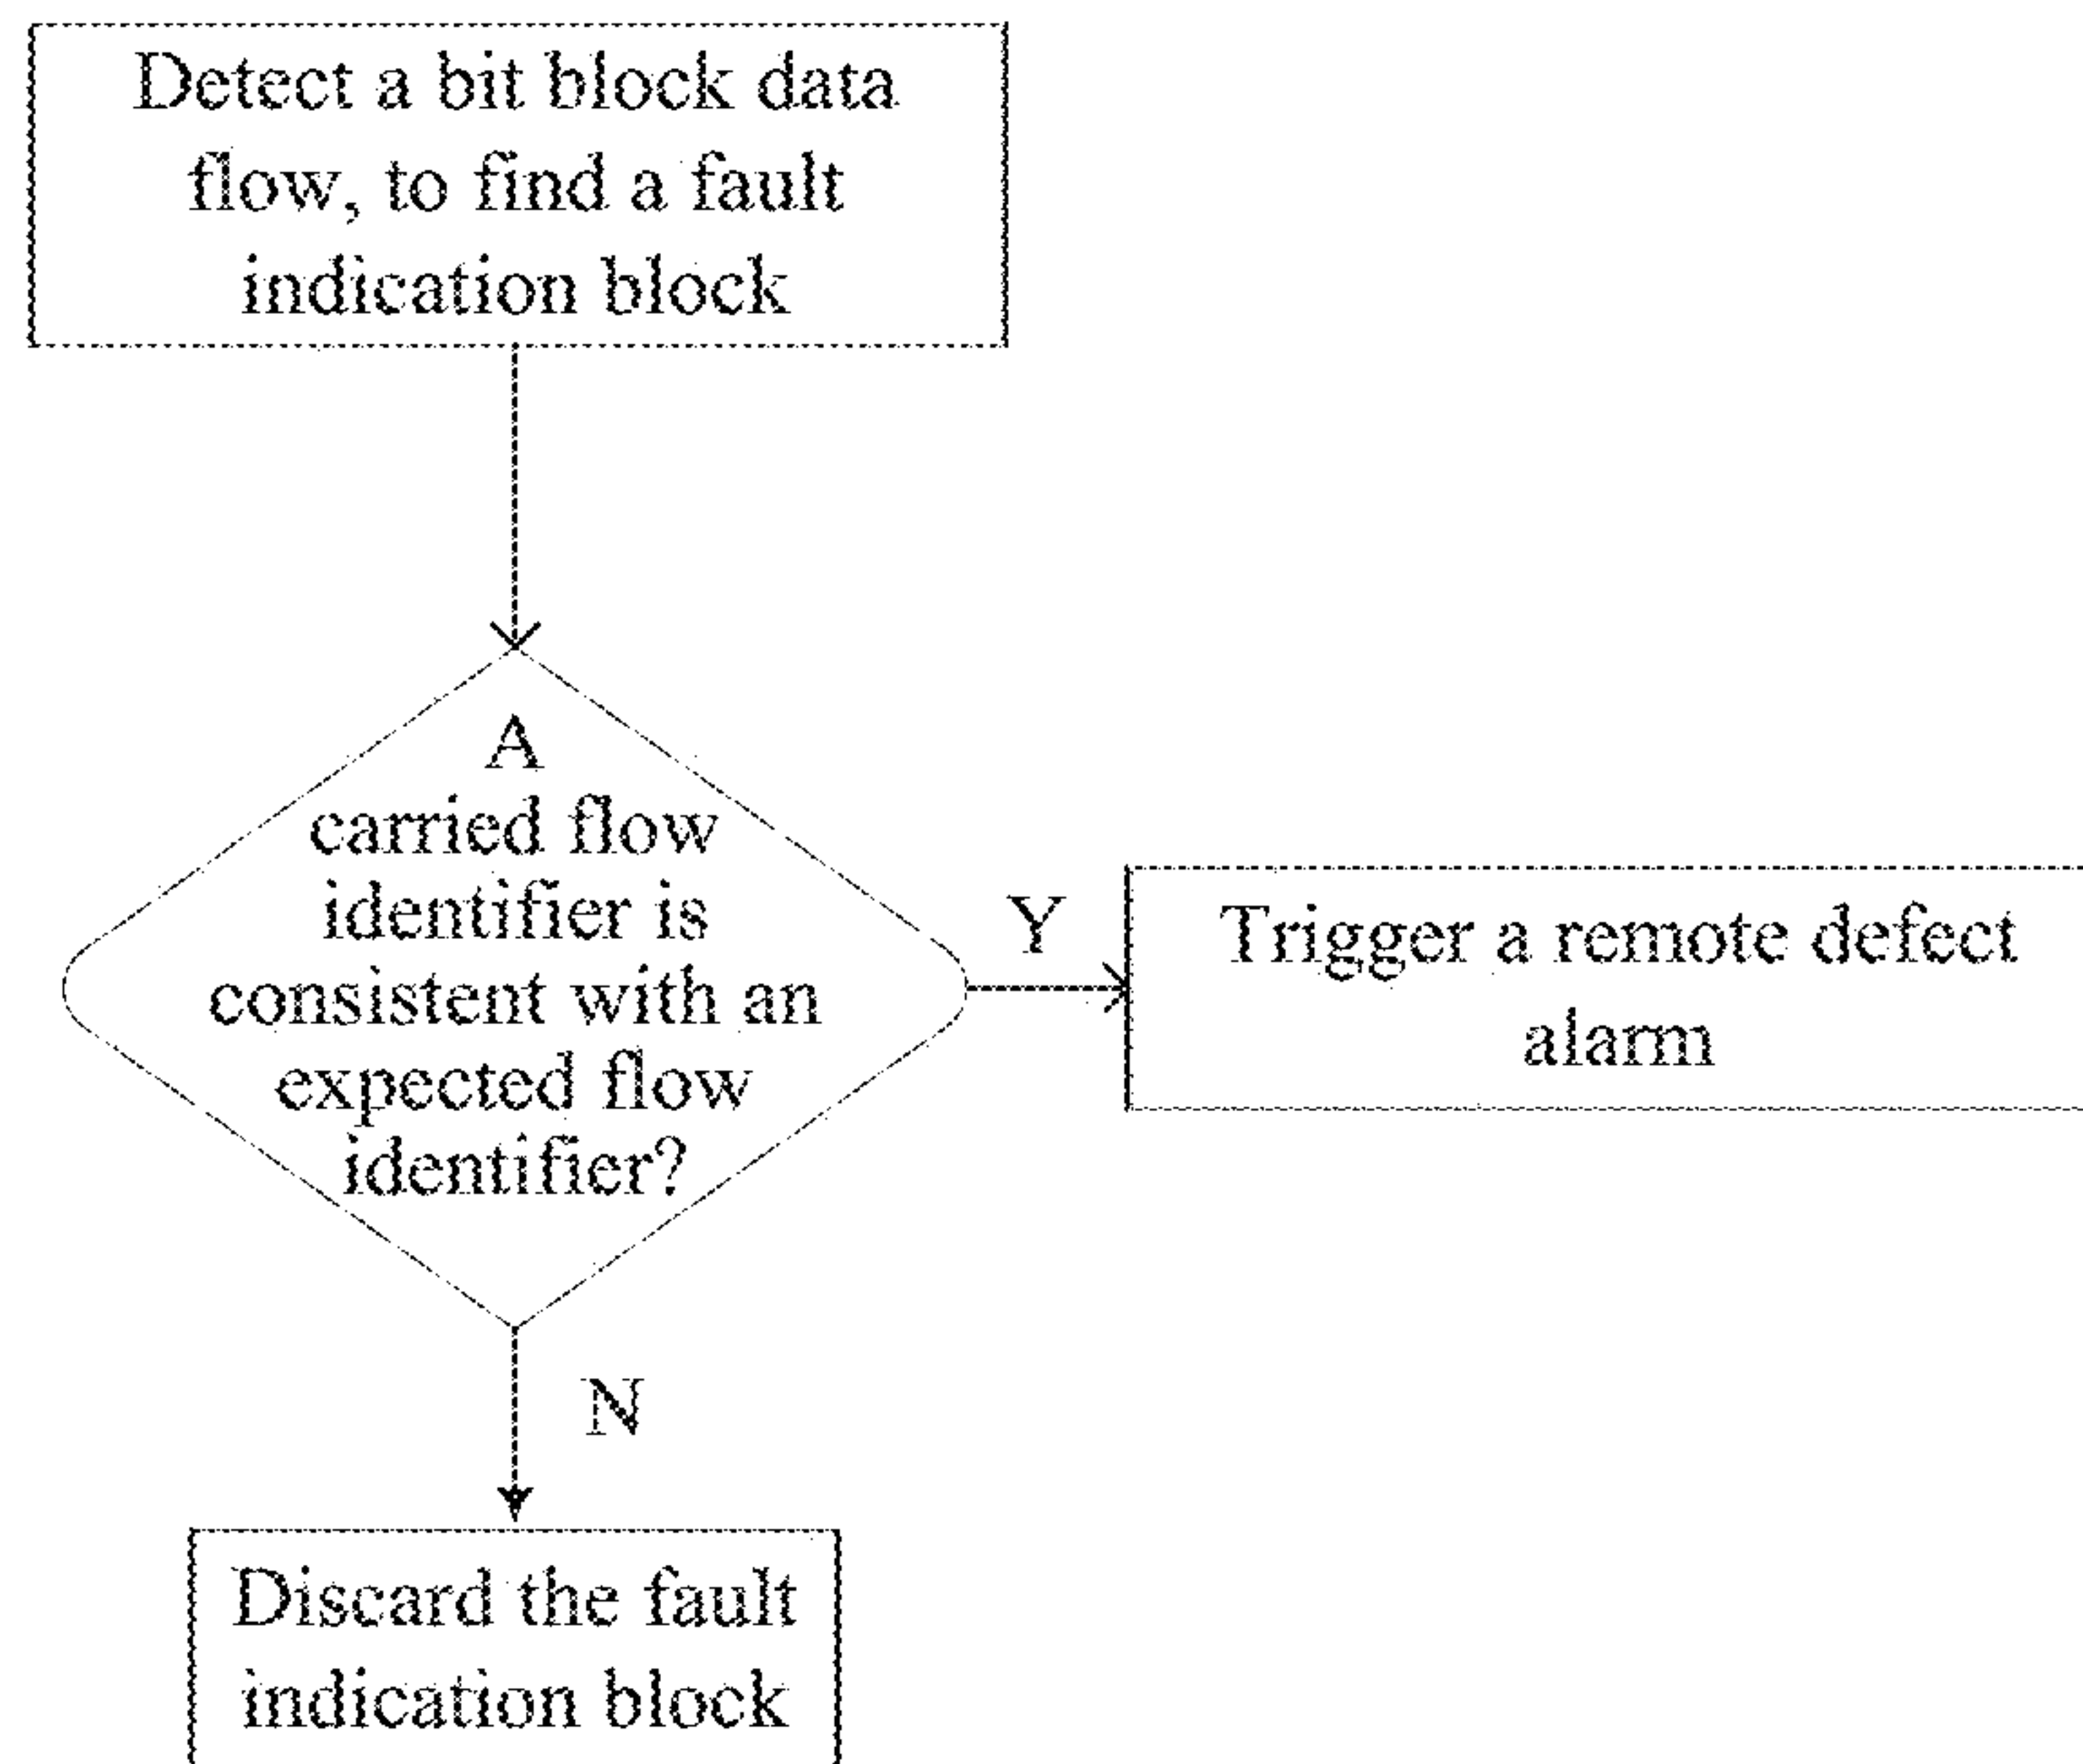 Detect a bit block data
flow, to find a fault
indication block
A
carried flow
identifier is
consistent with an
expected flow
identifier?
Y
Trigger a remote defect
alarm
N
Discard the fault
indication block